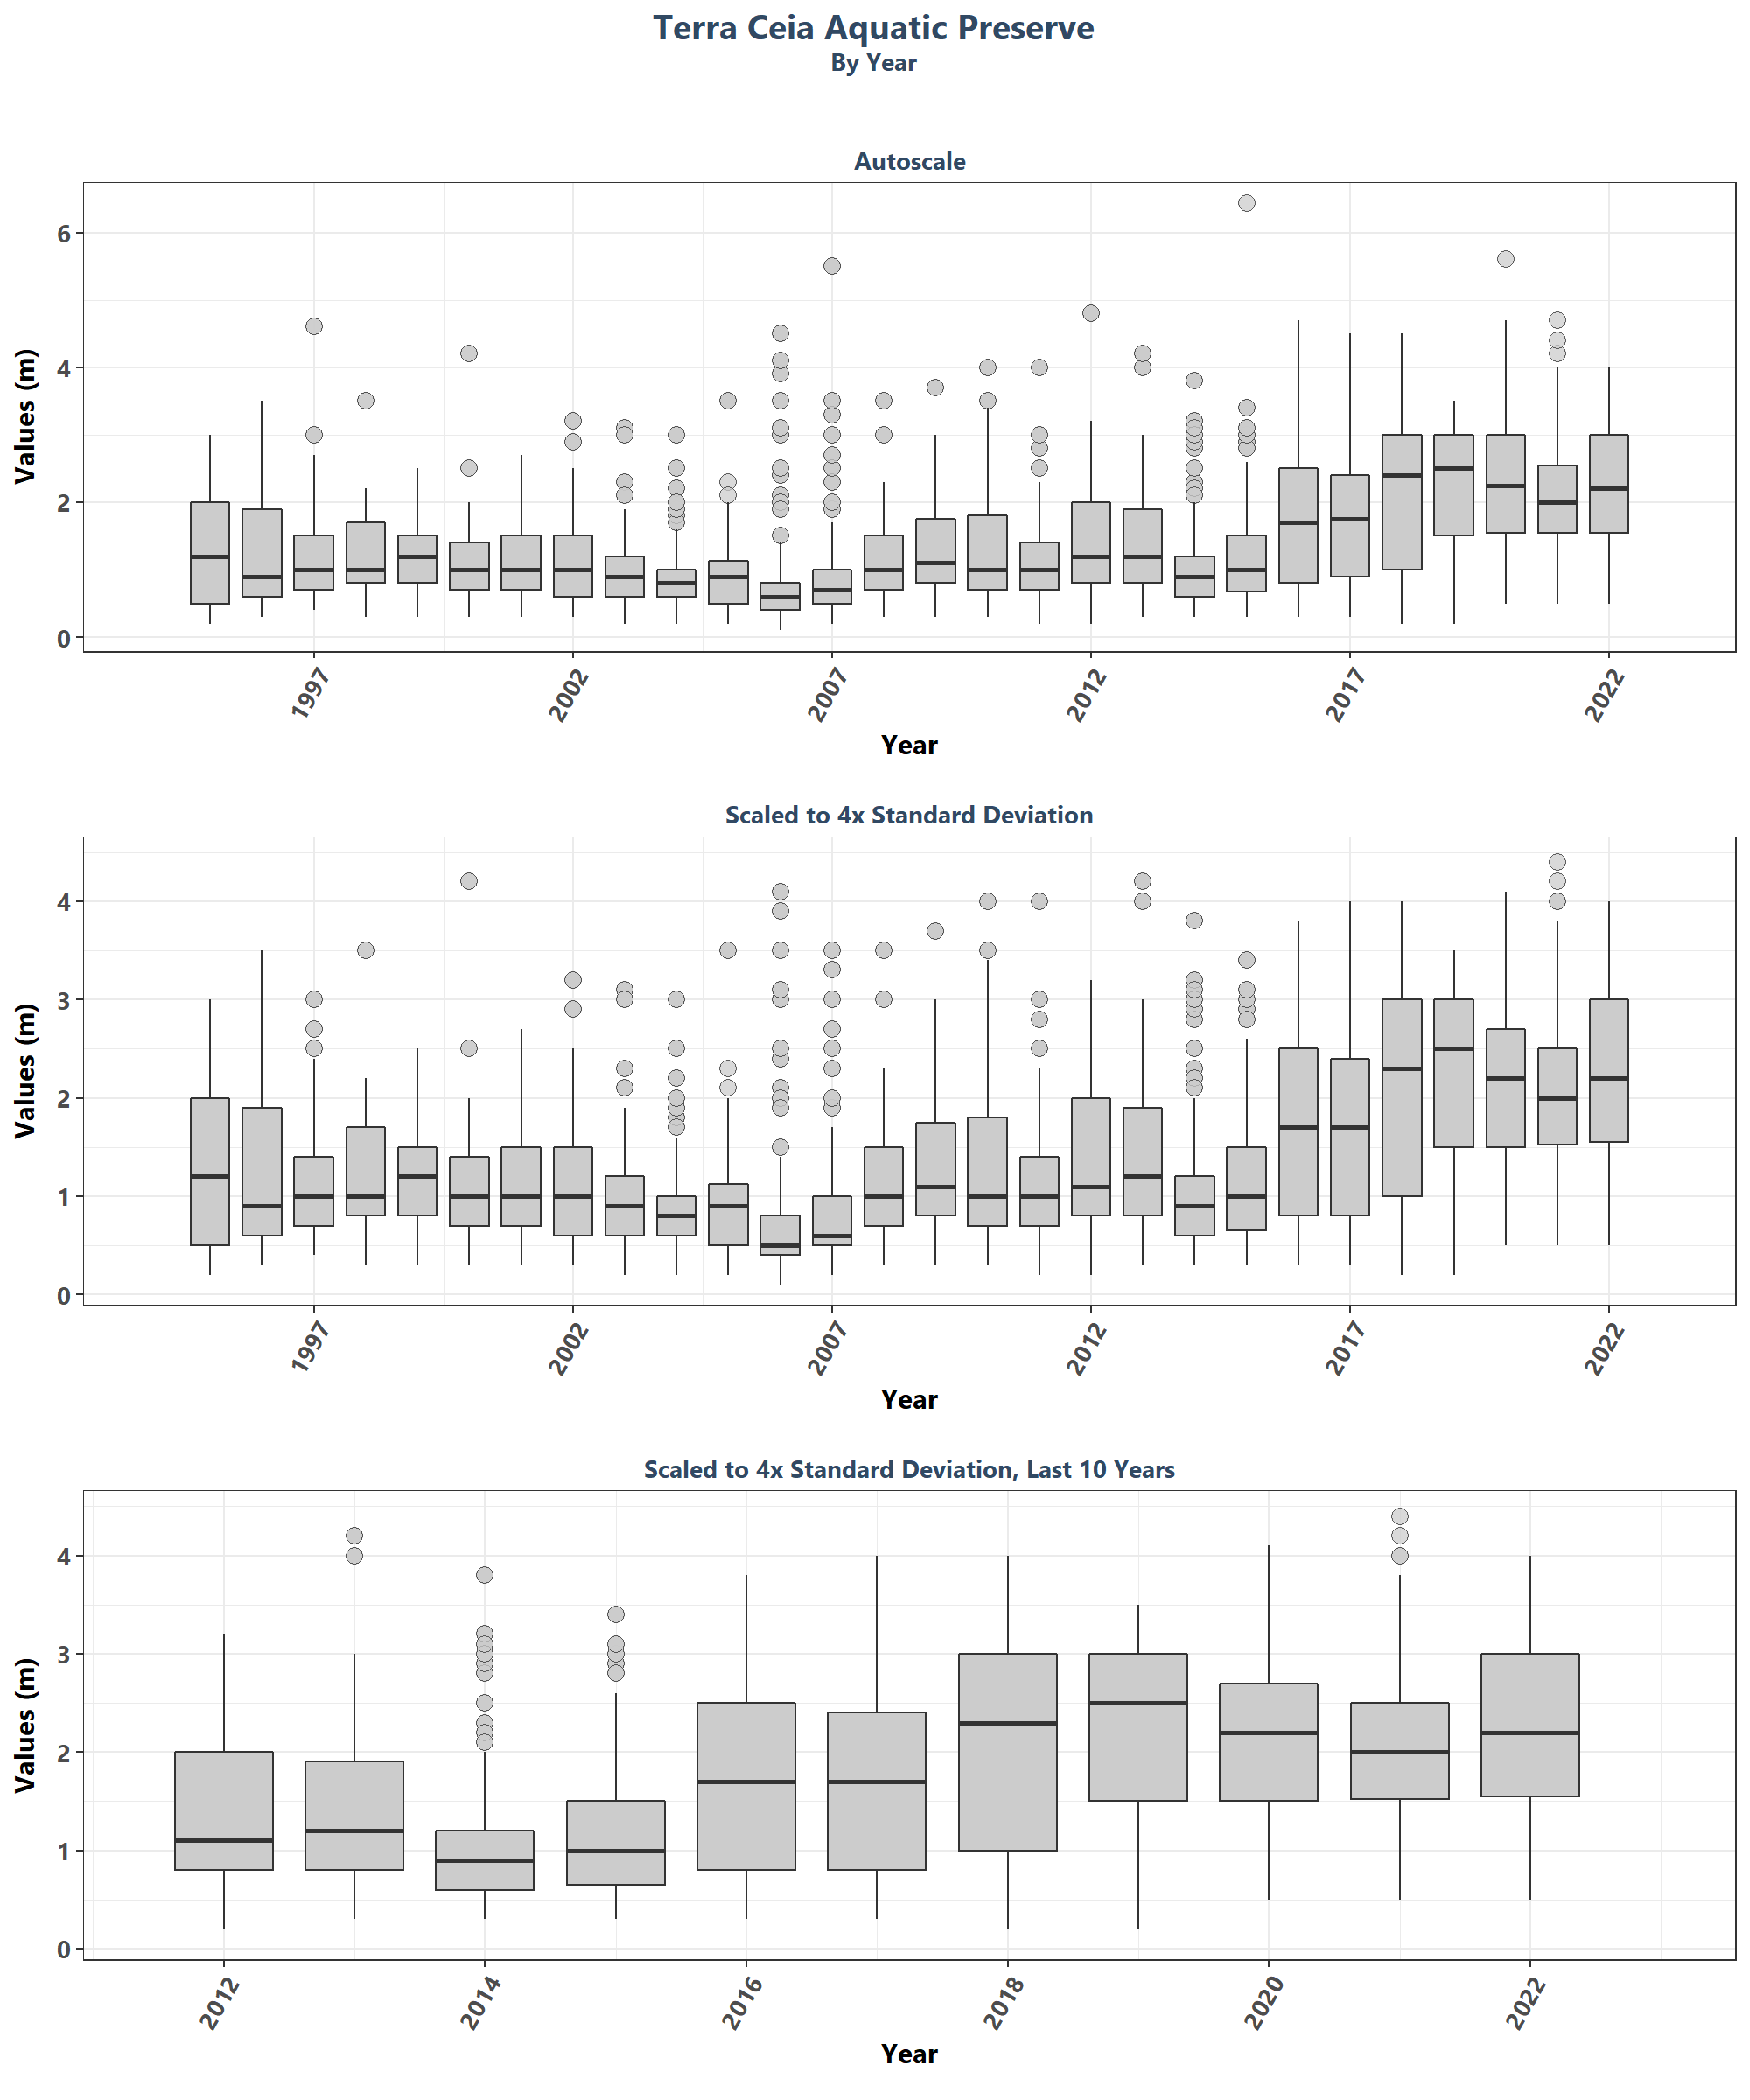 Terra Ceia Aquatic Preserve
By Year
Autoscale
Values (m)
6
4
2
0
1997 2002 2007 2012 2017 2022
Year
Scaled to 4x Standard Deviation
Values (m)
4
3
2
1
0
1997 2002 2007 2012 2017 2022
Year
Scaled to 4x Standard Deviation, Last 10 Years
Values (m)
4
3
2
1
0
2012 2014 2016 2018 2020 2022
Year